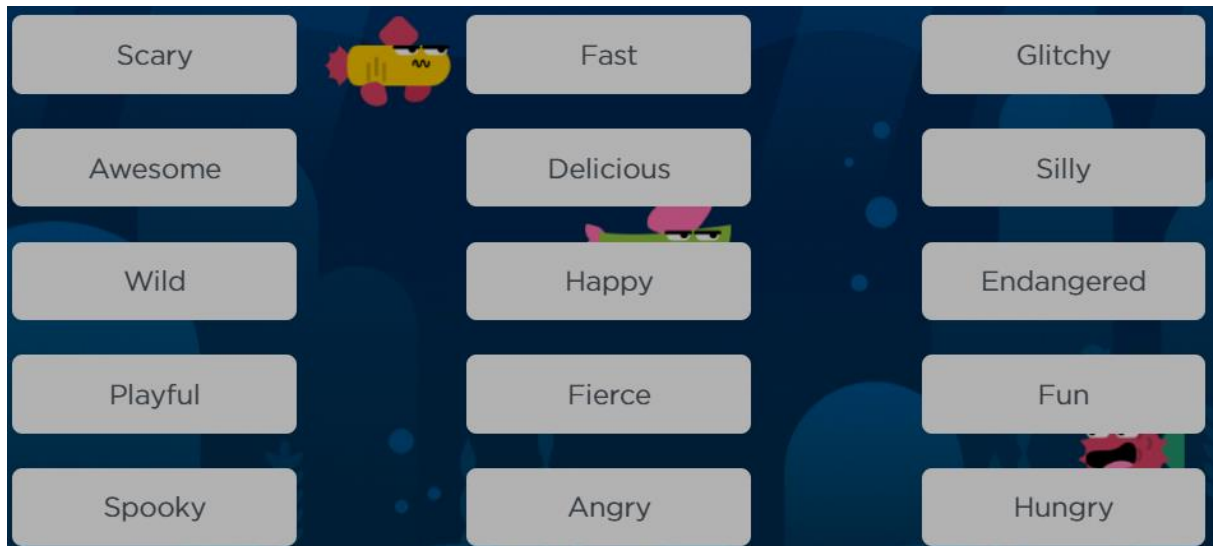 Scary Fast Glitchy
Awesome Delicious Silly
Wild Happy Endangered
Playful Fierce Fun
Spooky Angry Hungry